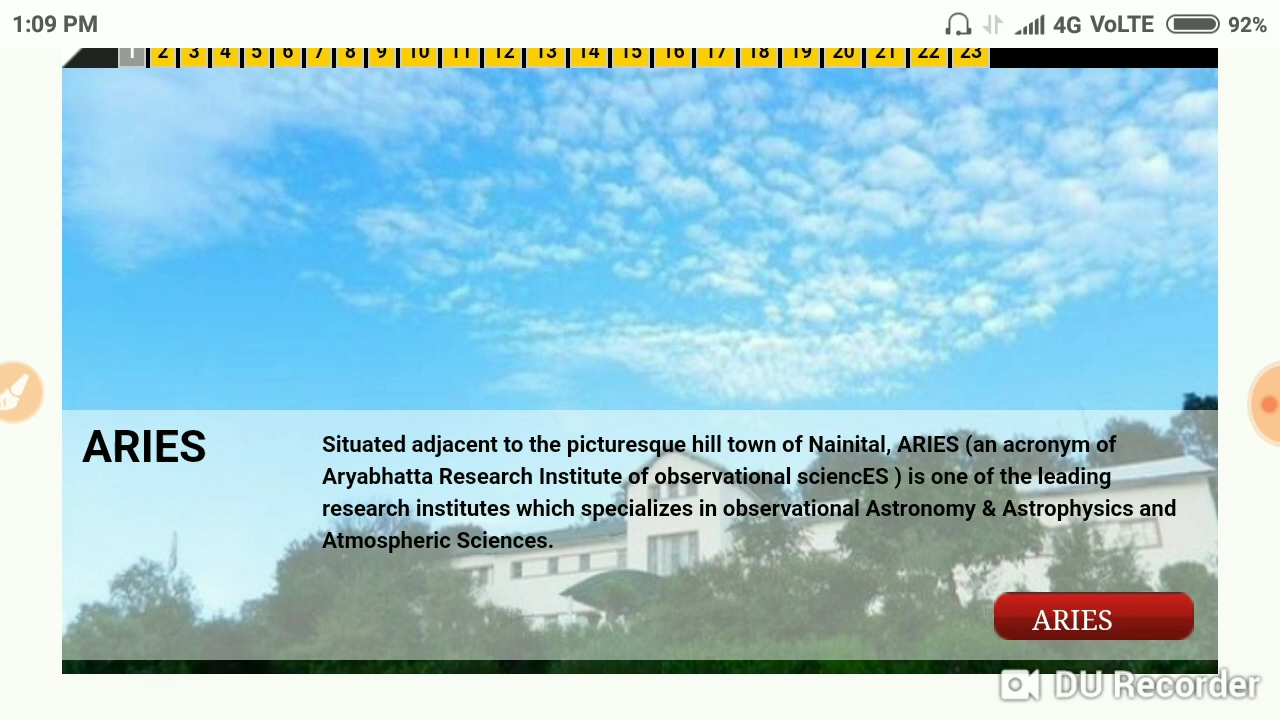 1:09 PM 4G VoLTE 92%
1 2 3 4 5 6 7 8 9 10 11 12 13 14 15 16 17 18 19 20 21 22 23
ARIES
Situated adjacent to the picturesque hill town of Nainital, ARIES (an acronym of
Aryabhatta Research Institute of observational sciencES ) is one of the leading
research institutes which specializes in observational Astronomy & Astrophysics and
Atmospheric Sciences.
ARIES
DU Recorder